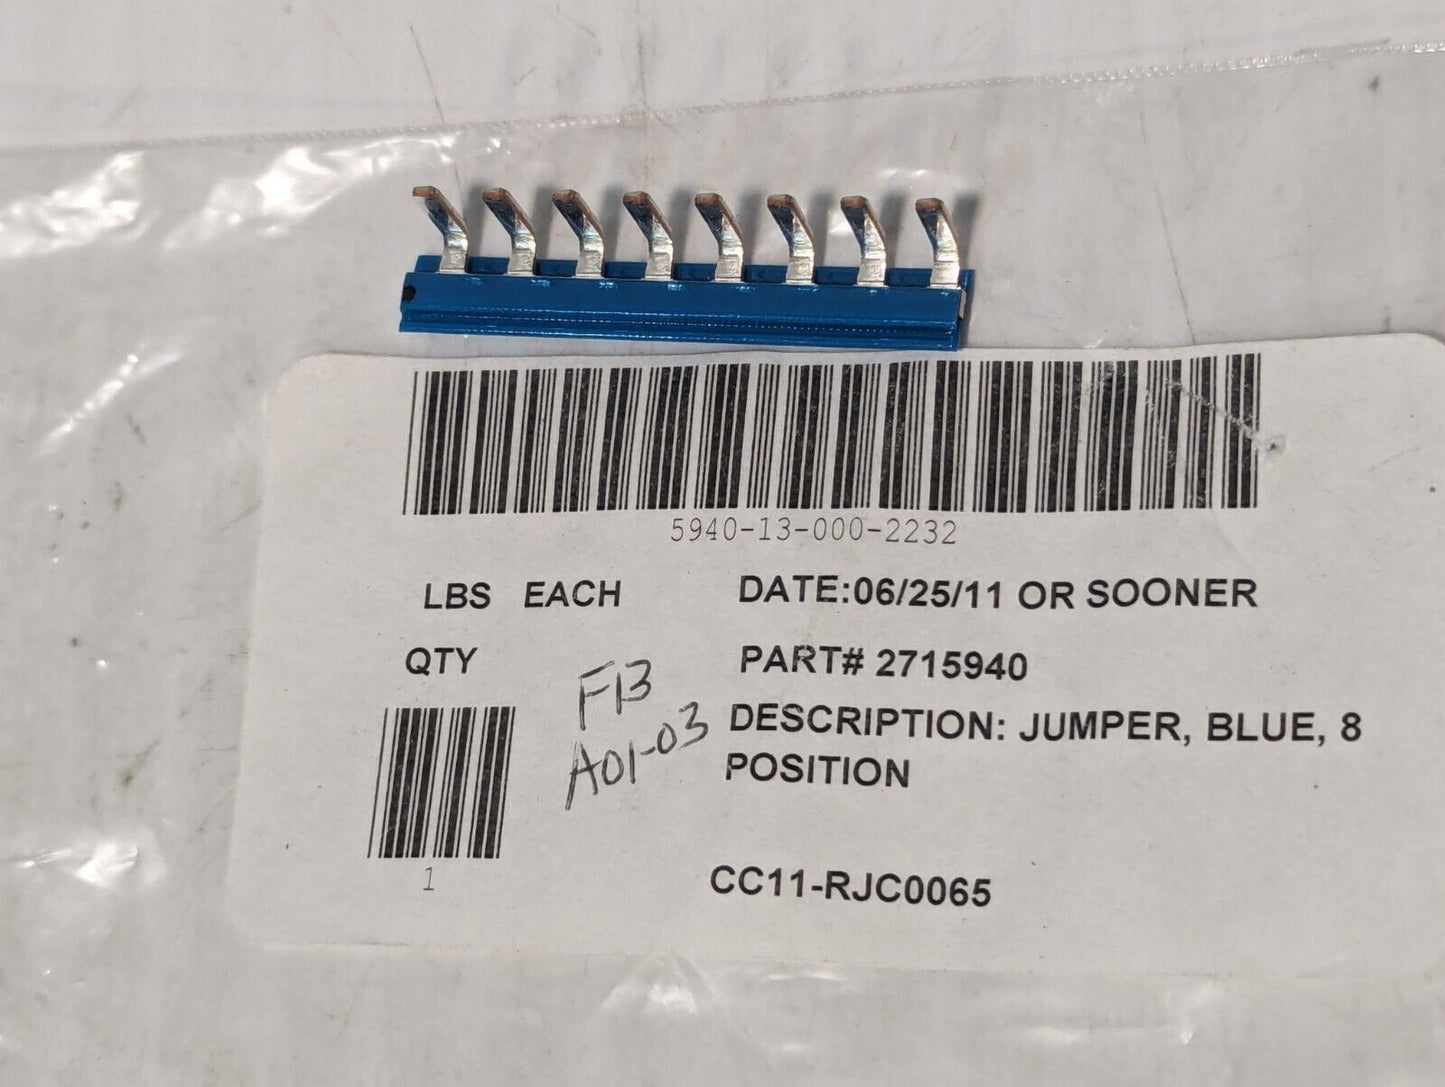 5940-13-000-2232
LBS EACH
DATE:06/25/11 OR SOONER
QTY
PART# 2715940
F13
A01-03
DESCRIPTION: JUMPER, BLUE, 8
POSITION
1
CC11-RJC0065